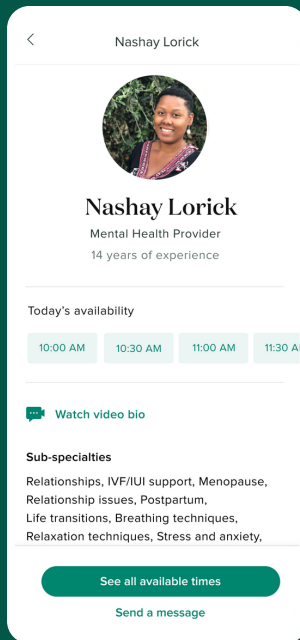 Nashay Lorick
Nashay Lorick
Mental Health Provider
14 years of experience
Today's availability
10:00 AM 10:30 AM 11:00 AM 11:30 A
Watch video bio
Sub-specialties
Relationships, IVF/IUI support, Menopause,
Relationship issues, Postpartum,
Life transitions, Breathing techniques,
Relaxation techniques, Stress and anxiety,
See all available times
Send a message